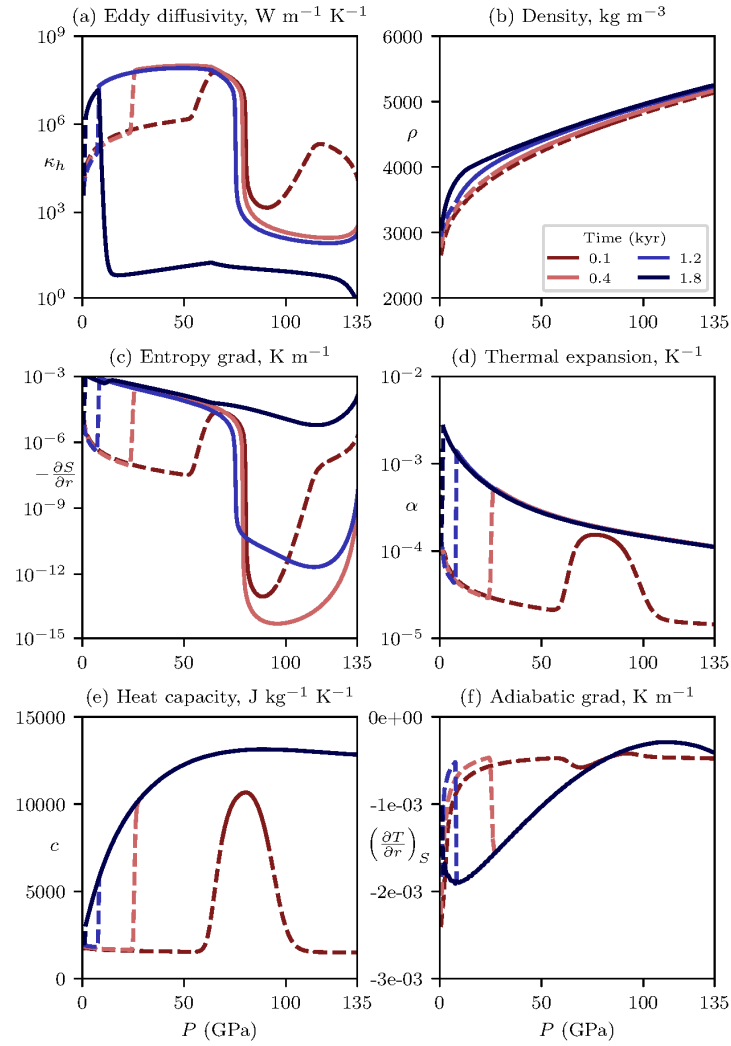 (a) Eddy diffusivity, W m⁻¹ K⁻¹
10⁹
10⁶
κₕ
10³
10⁰
0
50
100
135
(b) Density, kg m⁻³
6000
5000
ρ
4000
3000
2000
Time (kyr)
0.1
1.2
0.4
1.8
0
50
100
135
(c) Entropy grad, K m⁻¹
10⁻³
10⁻⁶
−∂S/∂r
10⁻⁹
10⁻¹²
10⁻¹⁵
0
50
100
135
(d) Thermal expansion, K⁻¹
10⁻²
10⁻³
α
10⁻⁴
10⁻⁵
0
50
100
135
(e) Heat capacity, J kg⁻¹ K⁻¹
15000
10000
c
5000
0
0
50
100
135
P (GPa)
(f) Adiabatic grad, K m⁻¹
0e+00
-1e-03
(∂T/∂r)_S
-2e-03
-3e-03
0
50
100
135
P (GPa)